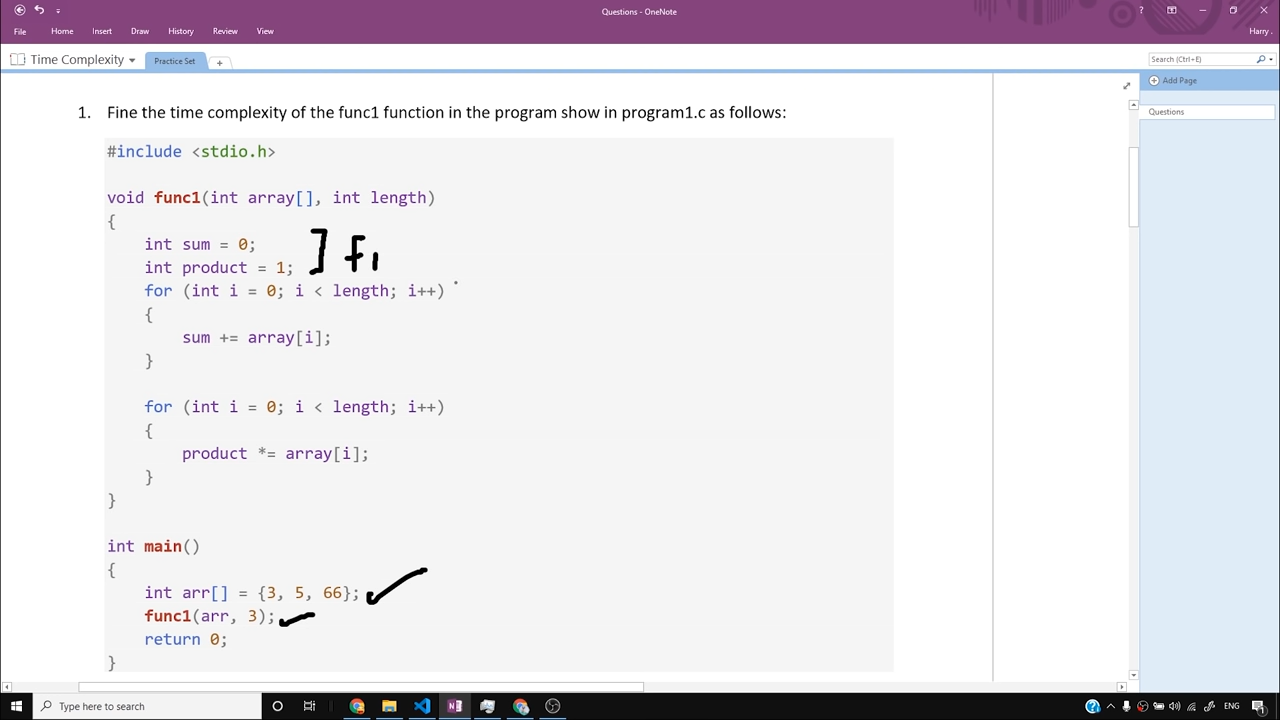 Questions - OneNote
File Home Insert Draw History Review View
Harry .
Time Complexity Practice Set
Search (Ctrl+E)
Add Page
Questions
1. Fine the time complexity of the func1 function in the program show in program1.c as follows:
#include <stdio.h>
void func1(int array[], int length)
{
int sum = 0;
int product = 1;
] f1
for (int i = 0; i < length; i++)
{
sum += array[i];
}
for (int i = 0; i < length; i++)
{
product *= array[i];
}
}
int main()
{
int arr[] = {3, 5, 66};
func1(arr, 3);
return 0;
}
Type here to search
ENG